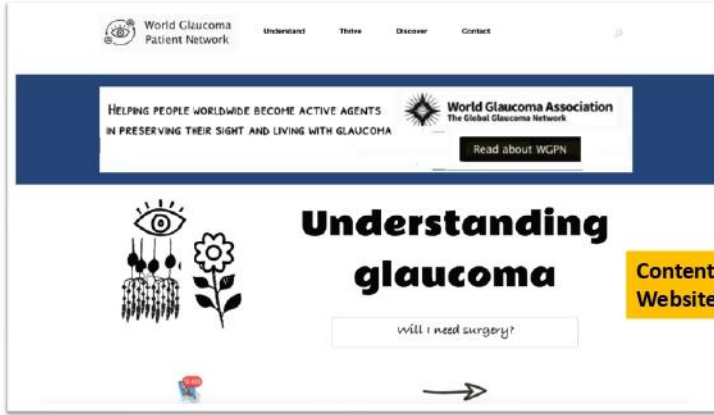 World Glaucoma
Patient Network
Understand Thrive Discover Contact
HELPING PEOPLE WORLDWIDE BECOME ACTIVE AGENTS
IN PRESERVING THEIR SIGHT AND LIVING WITH GLAUCOMA
World Glaucoma Association
The Global Glaucoma Network
Read about WGPN
Understanding
glaucoma
Content
Website
Will I need surgery?